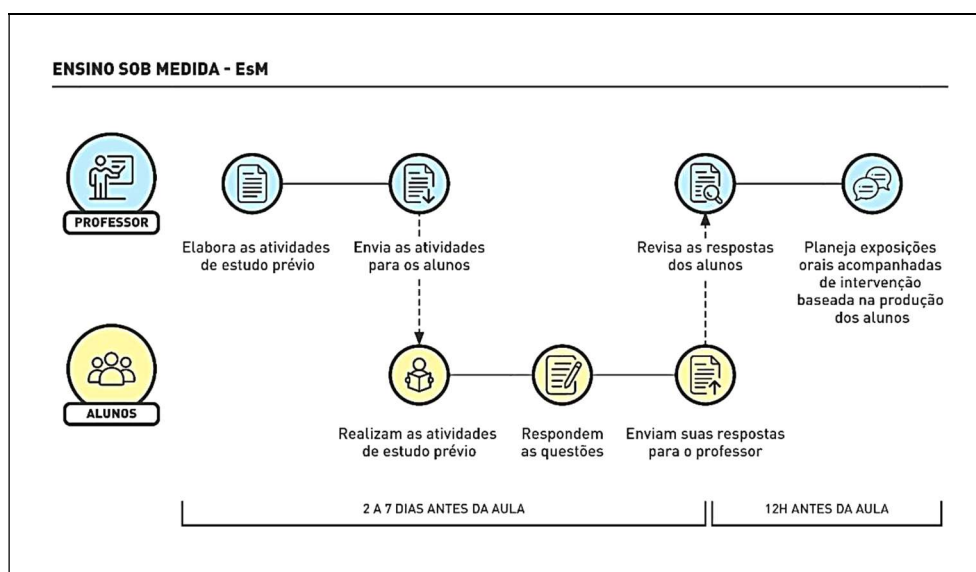 ENSINO SOB MEDIDA - EsM
PROFESSOR
Elabora as atividades
de estudo prévio
Envia as atividades
para os alunos
Revisa as respostas
dos alunos
Planeja exposições
orais acompanhadas
de intervenção
baseada na produção
dos alunos
ALUNOS
Realizam as atividades
de estudo prévio
Respondem
as questões
Enviam suas respostas
para o professor
2 A 7 DIAS ANTES DA AULA
12H ANTES DA AULA